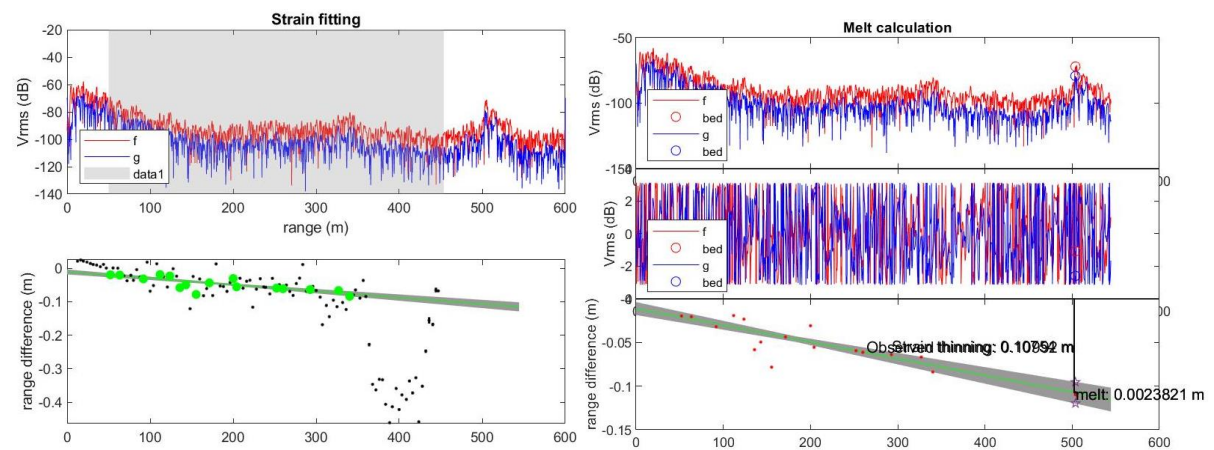 Strain fitting
-20
-40
-60
-80
-100
-120
-140
Vrms (dB)
f
g
data1
0 100 200 300 400 500 600
range (m)
0
-0.1
-0.2
-0.3
-0.4
range difference (m)
0 100 200 300 400 500 600
Melt calculation
-50
-100
-150
Vrms (dB)
f
bed
g
bed
2
0
-2
Vrms (dB)
f
bed
g
bed
-0.05
-0.1
-0.15
range difference (m)
Observed thinning: 0.10992 m
Strain thinning: 0.10754 m
melt: 0.0023821 m
0 100 200 300 400 500 600